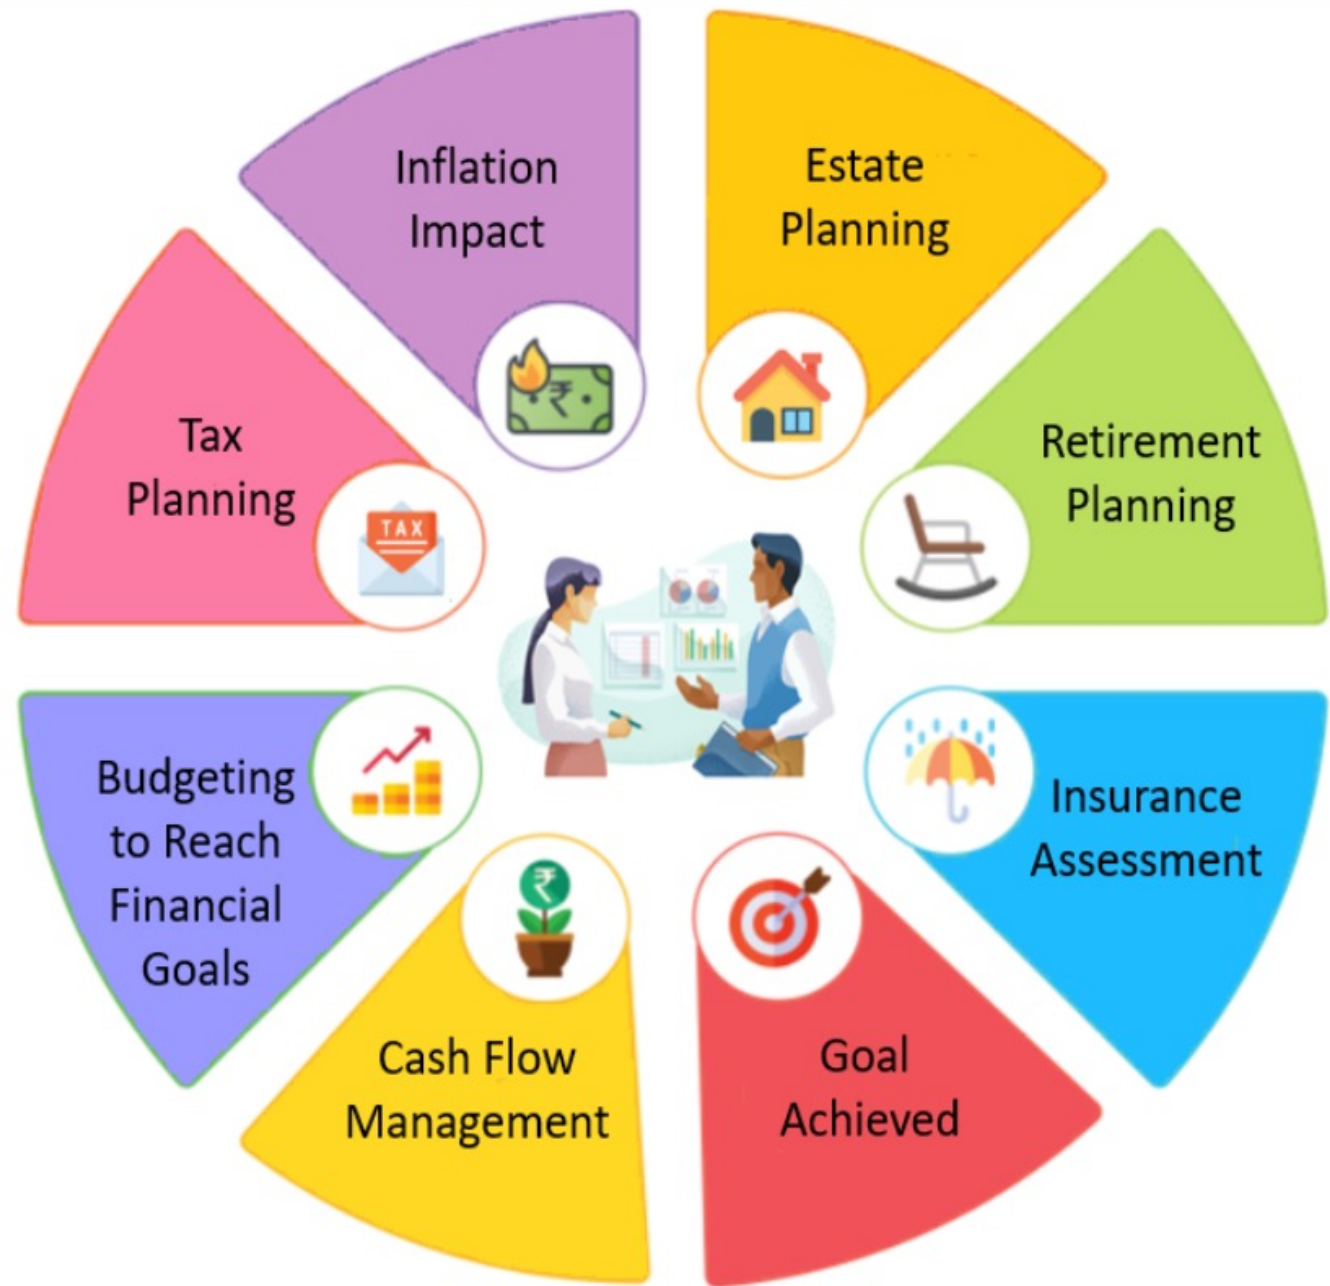 Inflation
Impact
Estate
Planning
Retirement
Planning
Insurance
Assessment
Goal
Achieved
Cash Flow
Management
Budgeting
to Reach
Financial
Goals
Tax
Planning
TAX
₹
₹